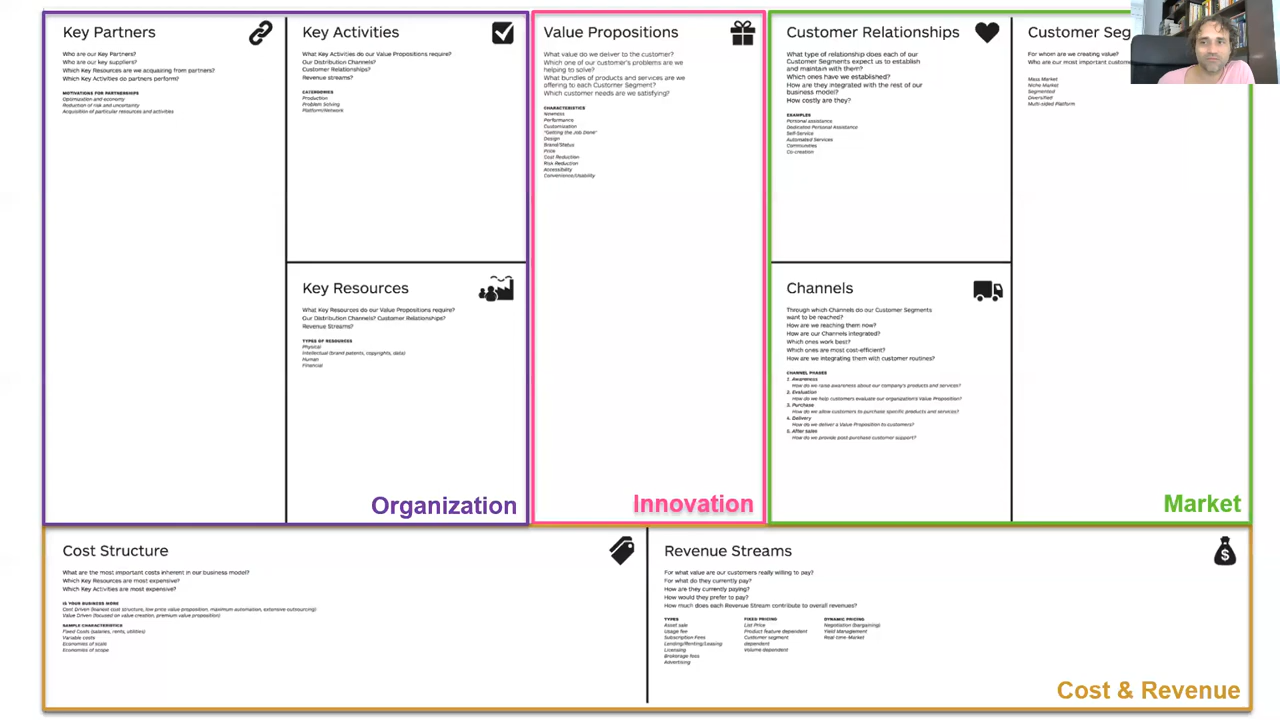 Key Partners
Who are our Key Partners?
Who are our key suppliers?
Which Key Resources are we acquairing from partners?
Which Key Activities do partners perform?
MOTIVATIONS FOR PARTNERSHIPS
Optimization and economy
Reduction of risk and uncertainty
Acquisition of particular resources and activities
Key Activities
What Key Activities do our Value Propositions require?
Our Distribution Channels?
Customer Relationships?
Revenue streams?
CATEGORIES
Production
Problem Solving
Platform/Network
Key Resources
What Key Resources do our Value Propositions require?
Our Distribution Channels? Customer Relationships?
Revenue Streams?
TYPES OF RESOURCES
Physical
Intellectual (brand patents, copyrights, data)
Human
Financial
Organization
Value Propositions
What value do we deliver to the customer?
Which one of our customer's problems are we
helping to solve?
What bundles of products and services are we
offering to each Customer Segment?
Which customer needs are we satisfying?
CHARACTERISTICS
Newness
Performance
Customization
"Getting the Job Done"
Design
Brand/Status
Price
Cost Reduction
Risk Reduction
Accessibility
Convenience/Usability
Innovation
Customer Relationships
What type of relationship does each of our
Customer Segments expect us to establish
and maintain with them?
Which ones have we established?
How are they integrated with the rest of our
business model?
How costly are they?
EXAMPLES
Personal assistance
Dedicated Personal Assistance
Self-Service
Automated Services
Communities
Co-creation
Channels
Through which Channels do our Customer Segments
want to be reached?
How are we reaching them now?
How are our Channels integrated?
Which ones work best?
Which ones are most cost-efficient?
How are we integrating them with customer routines?
CHANNEL PHASES
1. Awareness
How do we raise awareness about our company's products and services?
2. Evaluation
How do we help customers evaluate our organization's Value Proposition?
3. Purchase
How do we allow customers to purchase specific products and services?
4. Delivery
How do we deliver a Value Proposition to customers?
5. After sales
How do we provide post-purchase customer support?
Customer Seg
For whom are we creating value?
Who are our most important custome
Mass Market
Niche Market
Segmented
Diversified
Multi-sided Platform
Market
Cost Structure
What are the most important costs inherent in our business model?
Which Key Resources are most expensive?
Which Key Activities are most expensive?
IS YOUR BUSINESS MORE
Cost Driven (leanest cost structure, low price value proposition, maximum automation, extensive outsourcing)
Value Driven (focused on value creation, premium value proposition)
SAMPLE CHARACTERISTICS
Fixed Costs (salaries, rents, utilities)
Variable costs
Economies of scale
Economies of scope
Revenue Streams
For what value are our customers really willing to pay?
For what do they currently pay?
How are they currently paying?
How would they prefer to pay?
How much does each Revenue Stream contribute to overall revenues?
TYPES
Asset sale
Usage fee
Subscription Fees
Lending/Renting/Leasing
Licensing
Brokerage fees
Advertising
FIXED PRICING
List Price
Product feature dependent
Customer segment
dependent
Volume dependent
DYNAMIC PRICING
Negotiation (bargaining)
Yield Management
Real-time-Market
Cost & Revenue